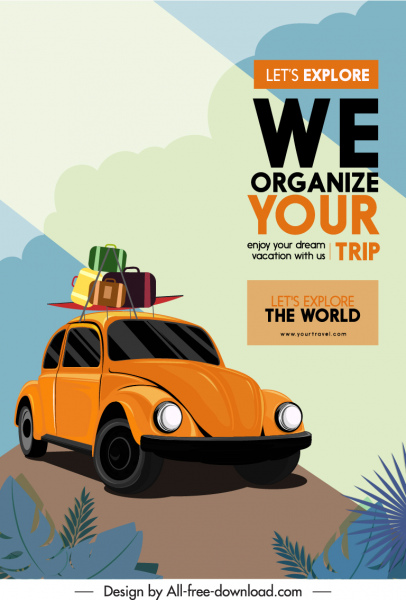 LET'S EXPLORE
WE
ORGANIZE
YOUR
enjoy your dream
vacation with us | TRIP
LET'S EXPLORE
THE WORLD
www.yourtravel.com
Design by All-free-download.com